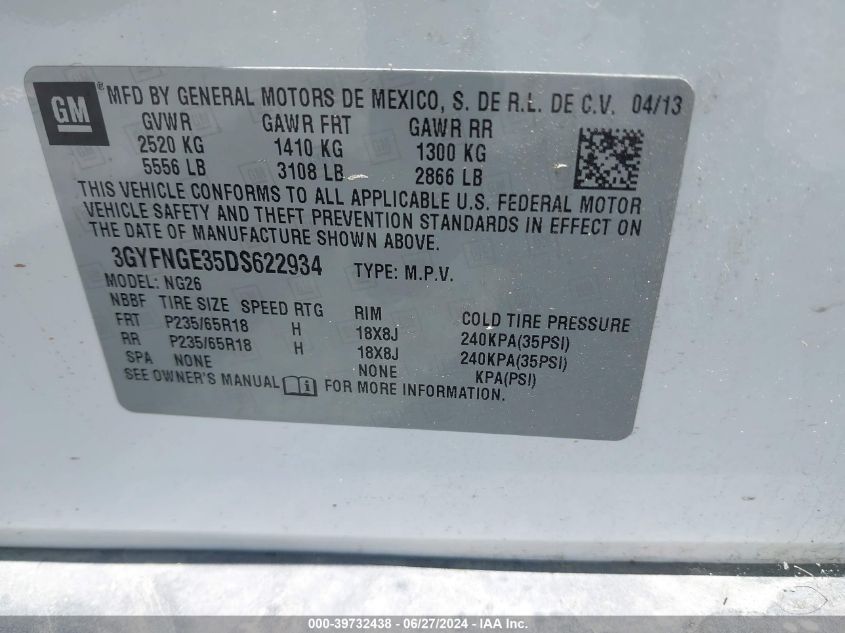 GM ® MFD BY GENERAL MOTORS DE MEXICO, S. DE R.L. DE C.V. 04/13
GVWR GAWR FRT GAWR RR
2520 KG 1410 KG 1300 KG
5556 LB 3108 LB 2866 LB
THIS VEHICLE CONFORMS TO ALL APPLICABLE U.S. FEDERAL MOTOR
VEHICLE SAFETY AND THEFT PREVENTION STANDARDS IN EFFECT ON
THE DATE OF MANUFACTURE SHOWN ABOVE.
3GYFNGE35DS622934 TYPE: M.P.V.
MODEL: NG26
NBBF TIRE SIZE SPEED RTG RIM COLD TIRE PRESSURE
FRT P235/65R18 H 18X8J 240KPA(35PSI)
RR P235/65R18 H 18X8J 240KPA(35PSI)
SPA NONE NONE KPA(PSI)
SEE OWNER'S MANUAL FOR MORE INFORMATION.
000-39732438 - 06/27/2024 - IAAI Inc.